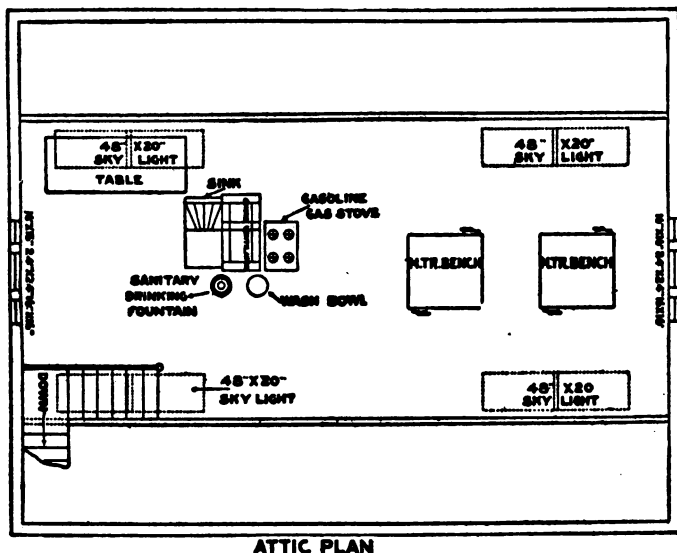 48" X20"
SKY LIGHT
TABLE
SINK
GASOLINE
GAS STOVE
48" X20"
SKY LIGHT
M.TR.BENCH
M.TR.BENCH
SANITARY
DRINKING
FOUNTAIN
WASH BOWL
DOWN
48"X20"
SKY LIGHT
48" X20
SKY LIGHT
ATTIC PLAN